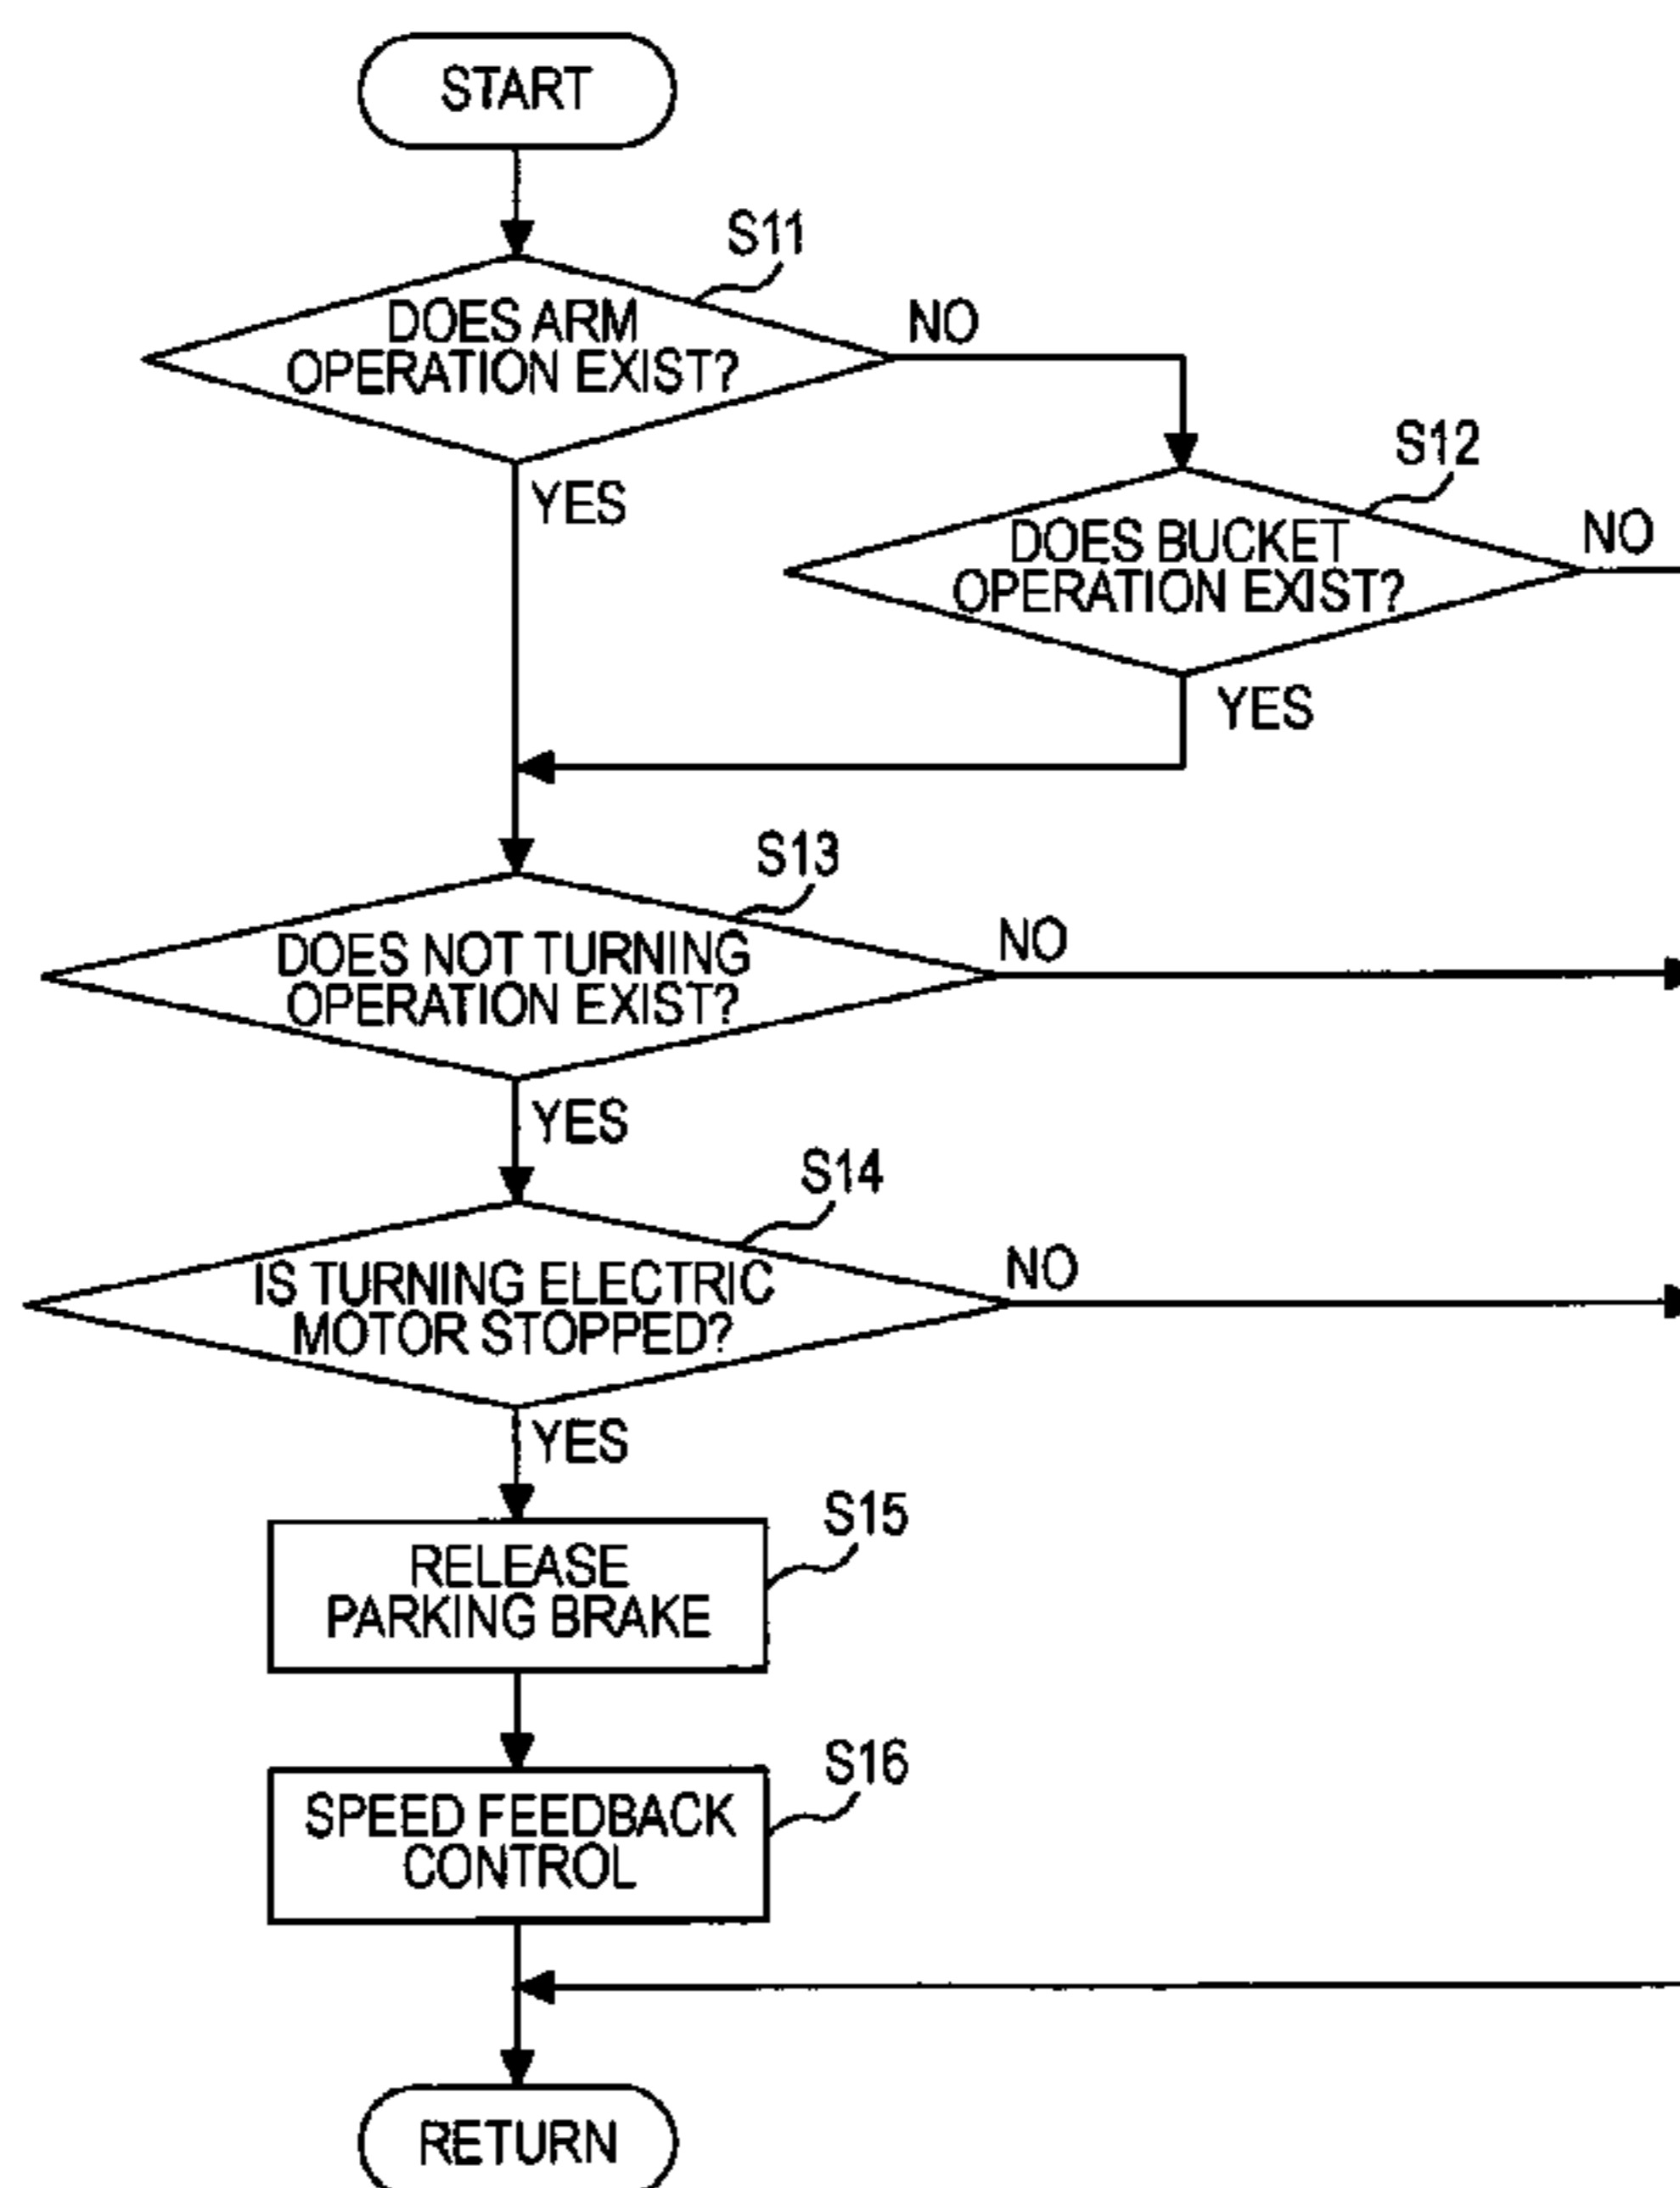 START
S11
DOES ARM
OPERATION EXIST?
NO
YES
S12
DOES BUCKET
OPERATION EXIST?
NO
YES
S13
DOES NOT TURNING
OPERATION EXIST?
NO
YES
S14
IS TURNING ELECTRIC
MOTOR STOPPED?
NO
YES
S15
RELEASE
PARKING BRAKE
S16
SPEED FEEDBACK
CONTROL
RETURN